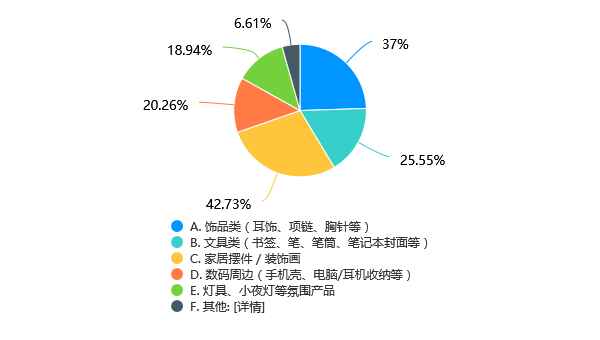 6.61%
37%
18.94%
20.26%
25.55%
42.73%
A. 饰品类（耳饰、项链、胸针等）
B. 文具类（书签、笔、笔筒、笔记本封面等）
C. 家居摆件 / 装饰画
D. 数码周边（手机壳、电脑/耳机收纳等）
E. 灯具、小夜灯等氛围产品
F. 其他: [详情]